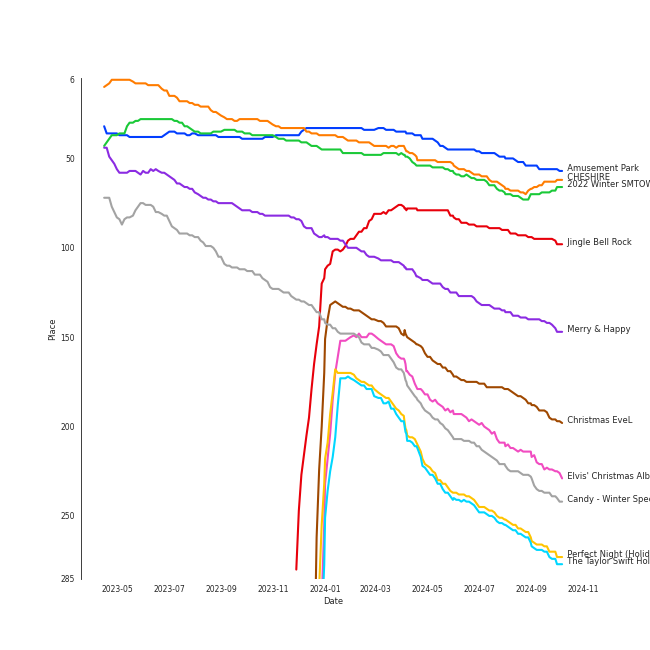 6
50
100
150
200
250
285
Place
2023-05
2023-07
2023-09
2023-11
2024-01
2024-03
2024-05
2024-07
2024-09
2024-11
Date
Amusement Park
CHESHIRE
2022 Winter SMTOW
Jingle Bell Rock
Merry & Happy
Christmas EveL
Elvis' Christmas Alb
Candy - Winter Spec
Perfect Night (Holid
The Taylor Swift Hol